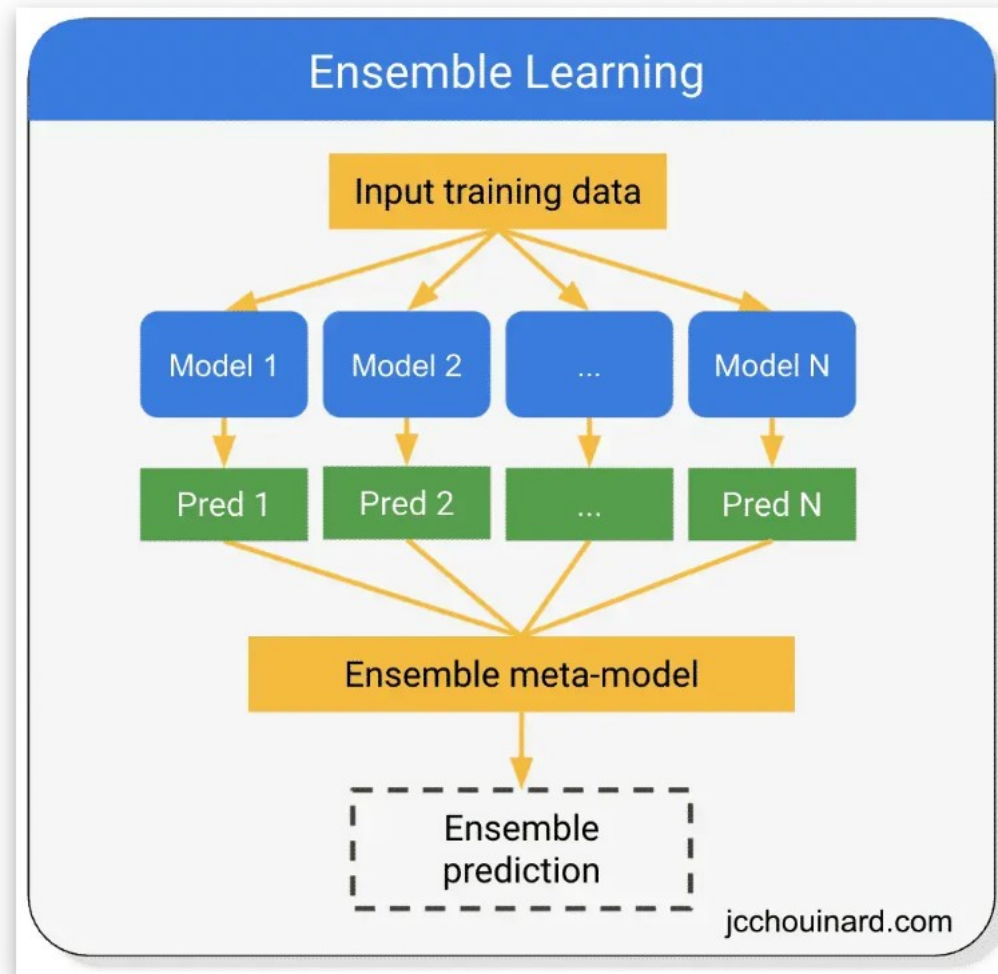 Ensemble Learning
Input training data
Model 1
Model 2
...
Model N
Pred 1
Pred 2
...
Pred N
Ensemble meta-model
Ensemble
prediction
jcchouinard.com